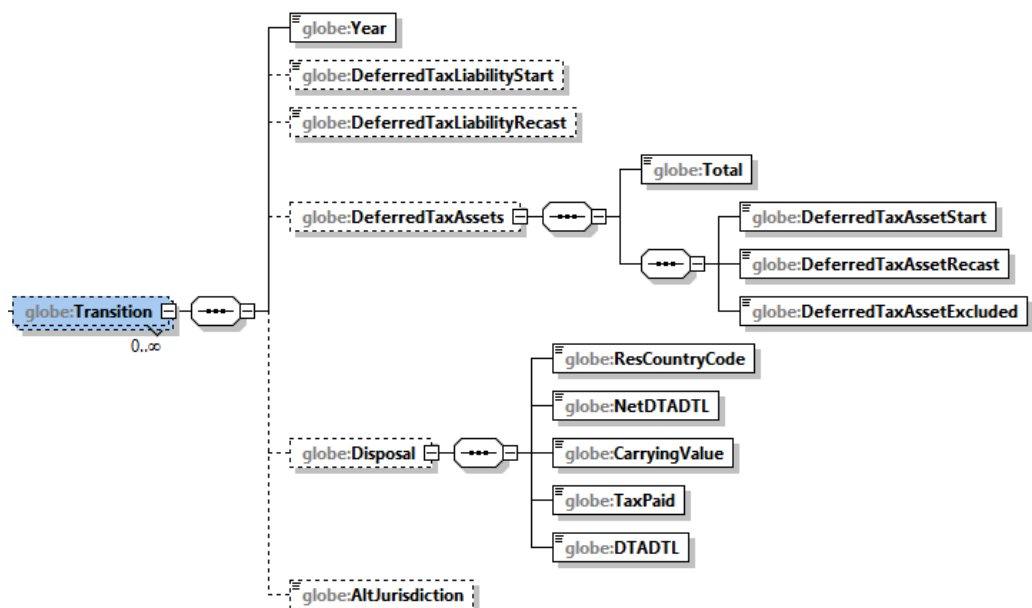 globe:Year
globe:DeferredTaxLiabilityStart
globe:DeferredTaxLiabilityRecast
globe:Total
globe:DeferredTaxAssets
globe:DeferredTaxAssetStart
globe:DeferredTaxAssetRecast
globe:DeferredTaxAssetExcluded
globe:Transition
0..∞
globe:ResCountryCode
globe:NetDTADTL
globe:Disposal
globe:CarryingValue
globe:TaxPaid
globe:DTADTL
globe:AltJurisdiction